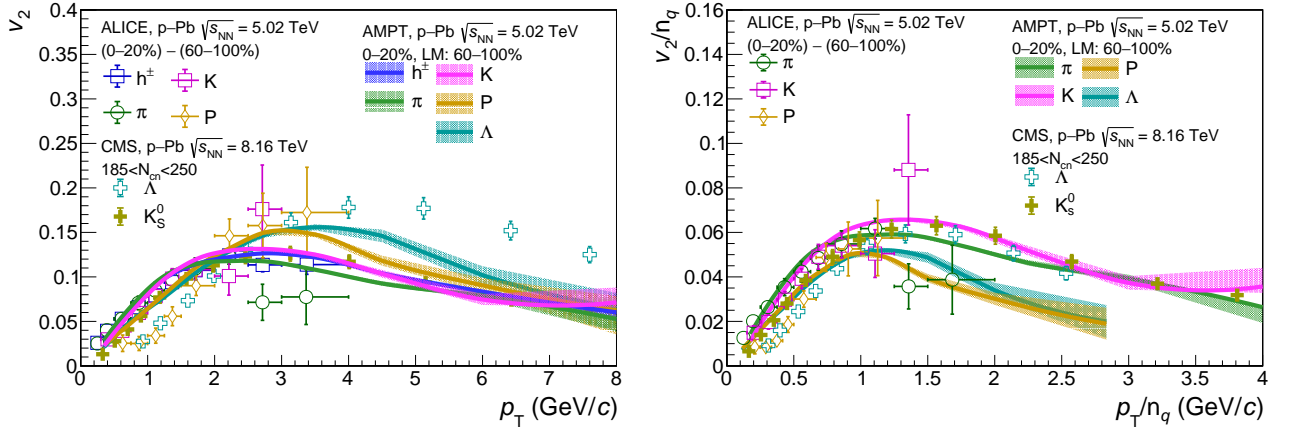 v₂
0.4
0.35
0.3
0.25
0.2
0.15
0.1
0.05
0
ALICE, p–Pb √sNN = 5.02 TeV
(0–20%) – (60–100%)
h± K
π P
CMS, p–Pb √sNN = 8.16 TeV
185<Ncn<250
Λ
K⁰S
AMPT, p–Pb √sNN = 5.02 TeV
0–20%, LM: 60–100%
h± K
π P
Λ
0 1 2 3 4 5 6 7 8
pT (GeV/c)
v₂/nq
0.16
0.14
0.12
0.1
0.08
0.06
0.04
0.02
0
ALICE, p–Pb √sNN = 5.02 TeV
(0–20%) – (60–100%)
π
K
P
AMPT, p–Pb √sNN = 5.02 TeV
0–20%, LM: 60–100%
π P
K Λ
CMS, p–Pb √sNN = 8.16 TeV
185<Ncn<250
Λ
K⁰s
0 0.5 1 1.5 2 2.5 3 3.5 4
pT/nq (GeV/c)